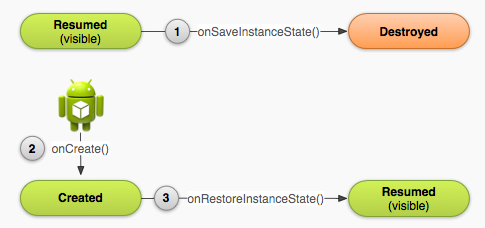 Resumed
(visible)
1
onSaveInstanceState()
Destroyed
2
onCreate()
Created
3
onRestoreInstanceState()
Resumed
(visible)